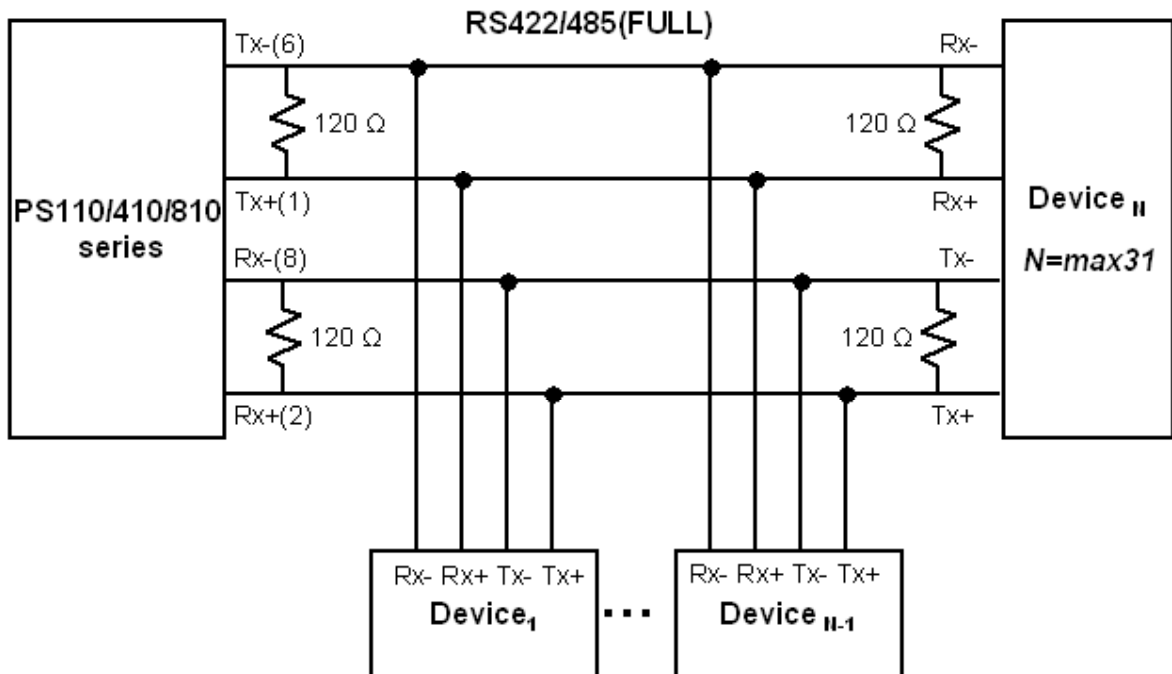 RS422/485(FULL)
Tx-(6)
Rx-
120 Ω
120 Ω
Tx+(1)
Rx+
PS110/410/810
series
Device N
N=max31
Rx-(8)
Tx-
120 Ω
120 Ω
Rx+(2)
Tx+
Rx- Rx+ Tx- Tx+
Device1
...
Rx- Rx+ Tx- Tx+
Device N-1